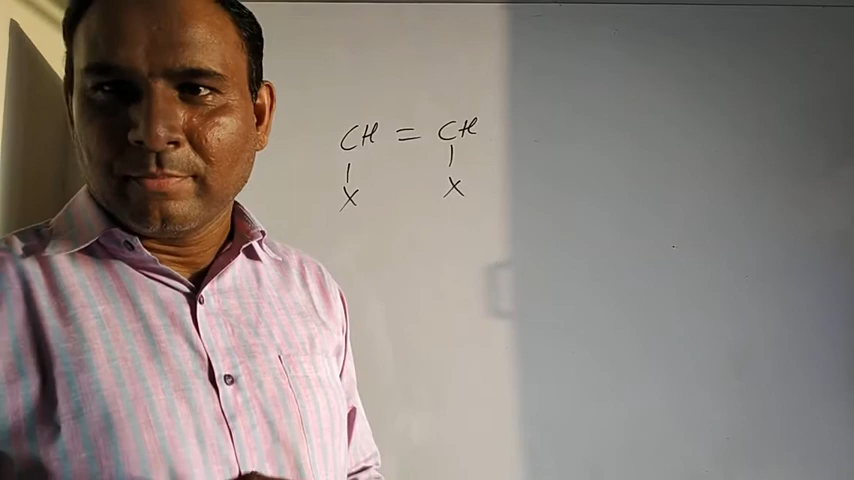 CH = CH
| |
X X